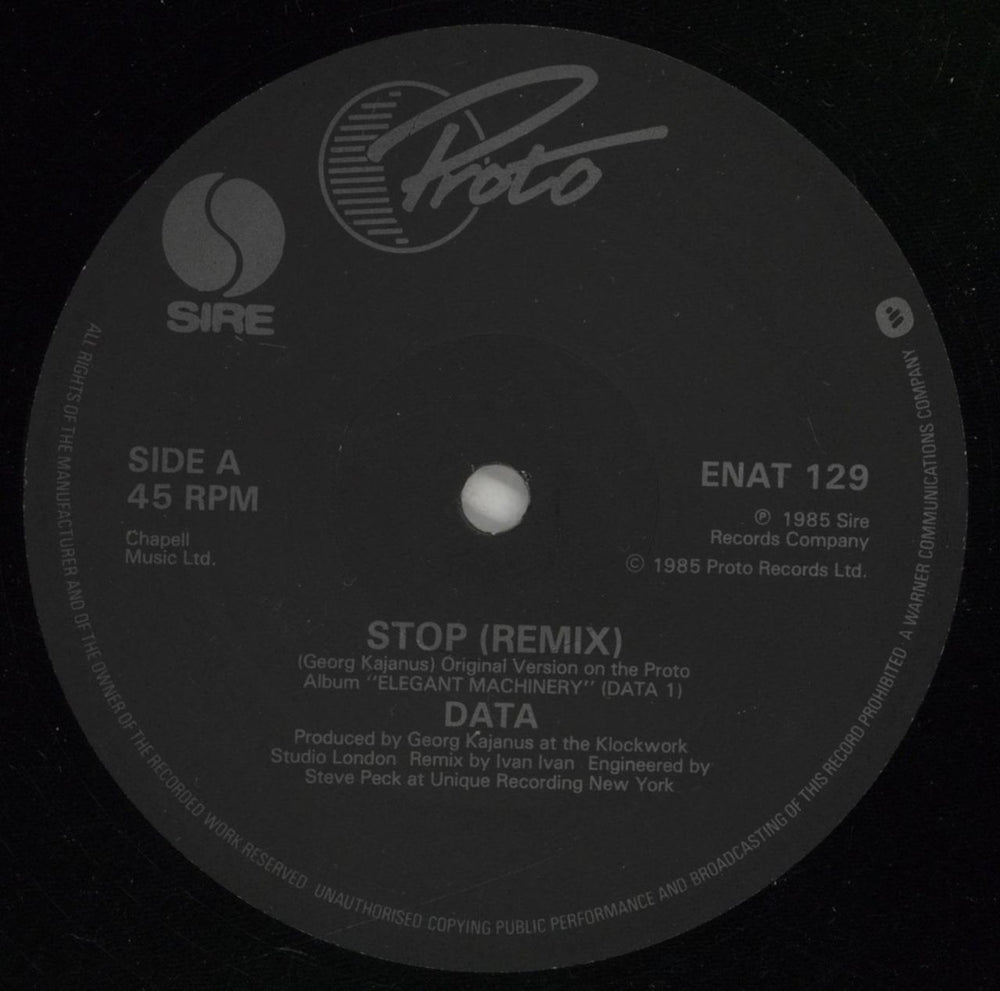 Proto
SIRE
SIDE A
45 RPM
Chapell
Music Ltd.
ENAT 129
℗ 1985 Sire
Records Company
© 1985 Proto Records Ltd.
STOP (REMIX)
(Georg Kajanus) Original Version on the Proto
Album "ELEGANT MACHINERY" (DATA 1)
DATA
Produced by Georg Kajanus at the Klockwork
Studio London Remix by Ivan Ivan Engineered by
Steve Peck at Unique Recording New York
ALL RIGHTS OF THE MANUFACTURER AND OF THE OWNER OF THE RECORDED WORK RESERVED UNAUTHORISED COPYING PUBLIC PERFORMANCE AND BROADCASTING OF THIS RECORD PROHIBITED A WARNER COMMUNICATIONS COMPANY